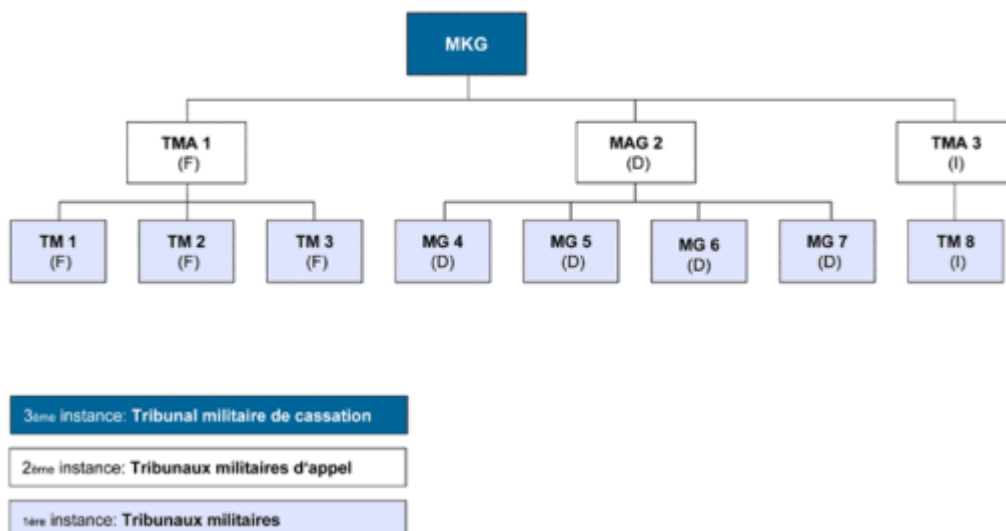 MKG
TMA 1
(F)
MAG 2
(D)
TMA 3
(I)
TM 1
(F)
TM 2
(F)
TM 3
(F)
MG 4
(D)
MG 5
(D)
MG 6
(D)
MG 7
(D)
TM 8
(I)
3ème instance: Tribunal militaire de cassation
2ème instance: Tribunaux militaires d'appel
1ère instance: Tribunaux militaires